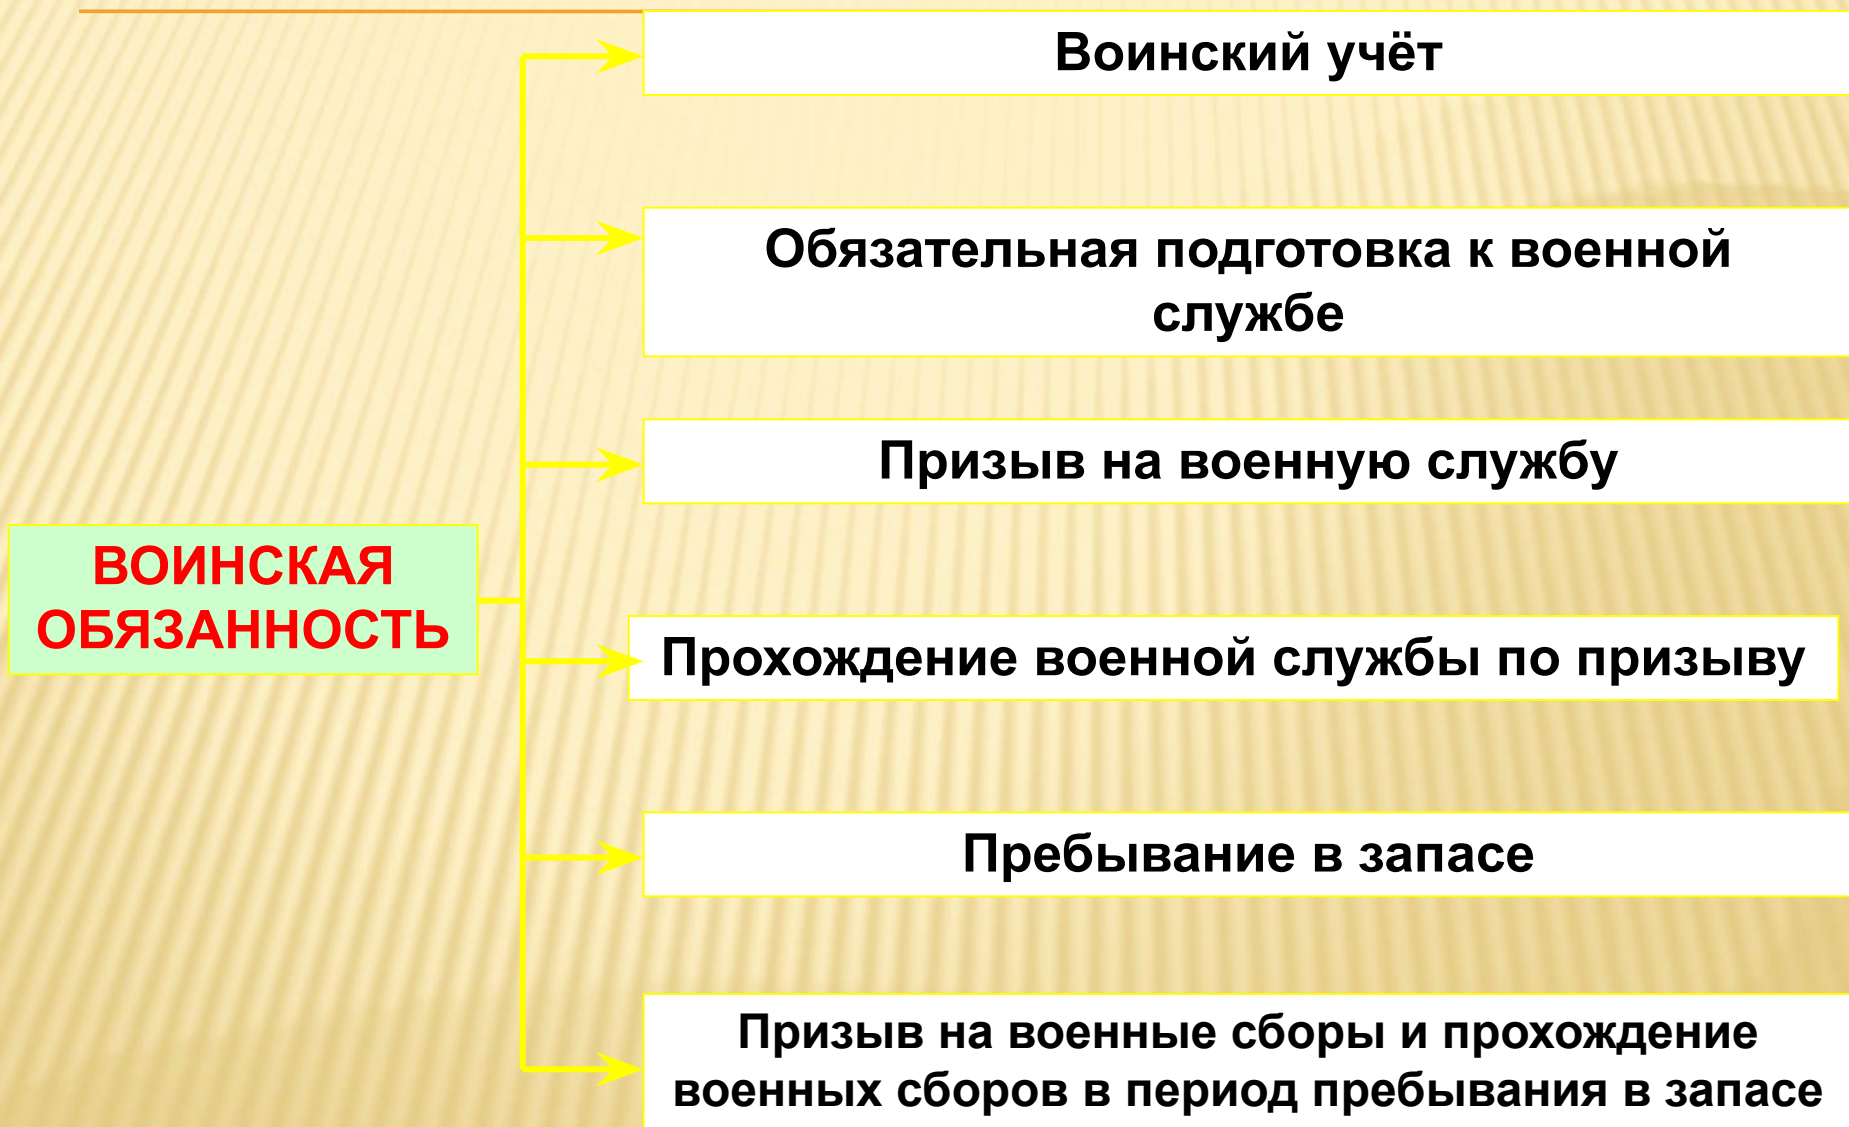 Воинский учёт
Обязательная подготовка к военной
службе
Призыв на военную службу
ВОИНСКАЯ
ОБЯЗАННОСТЬ
Прохождение военной службы по призыву
Пребывание в запасе
Призыв на военные сборы и прохождение
военных сборов в период пребывания в запасе